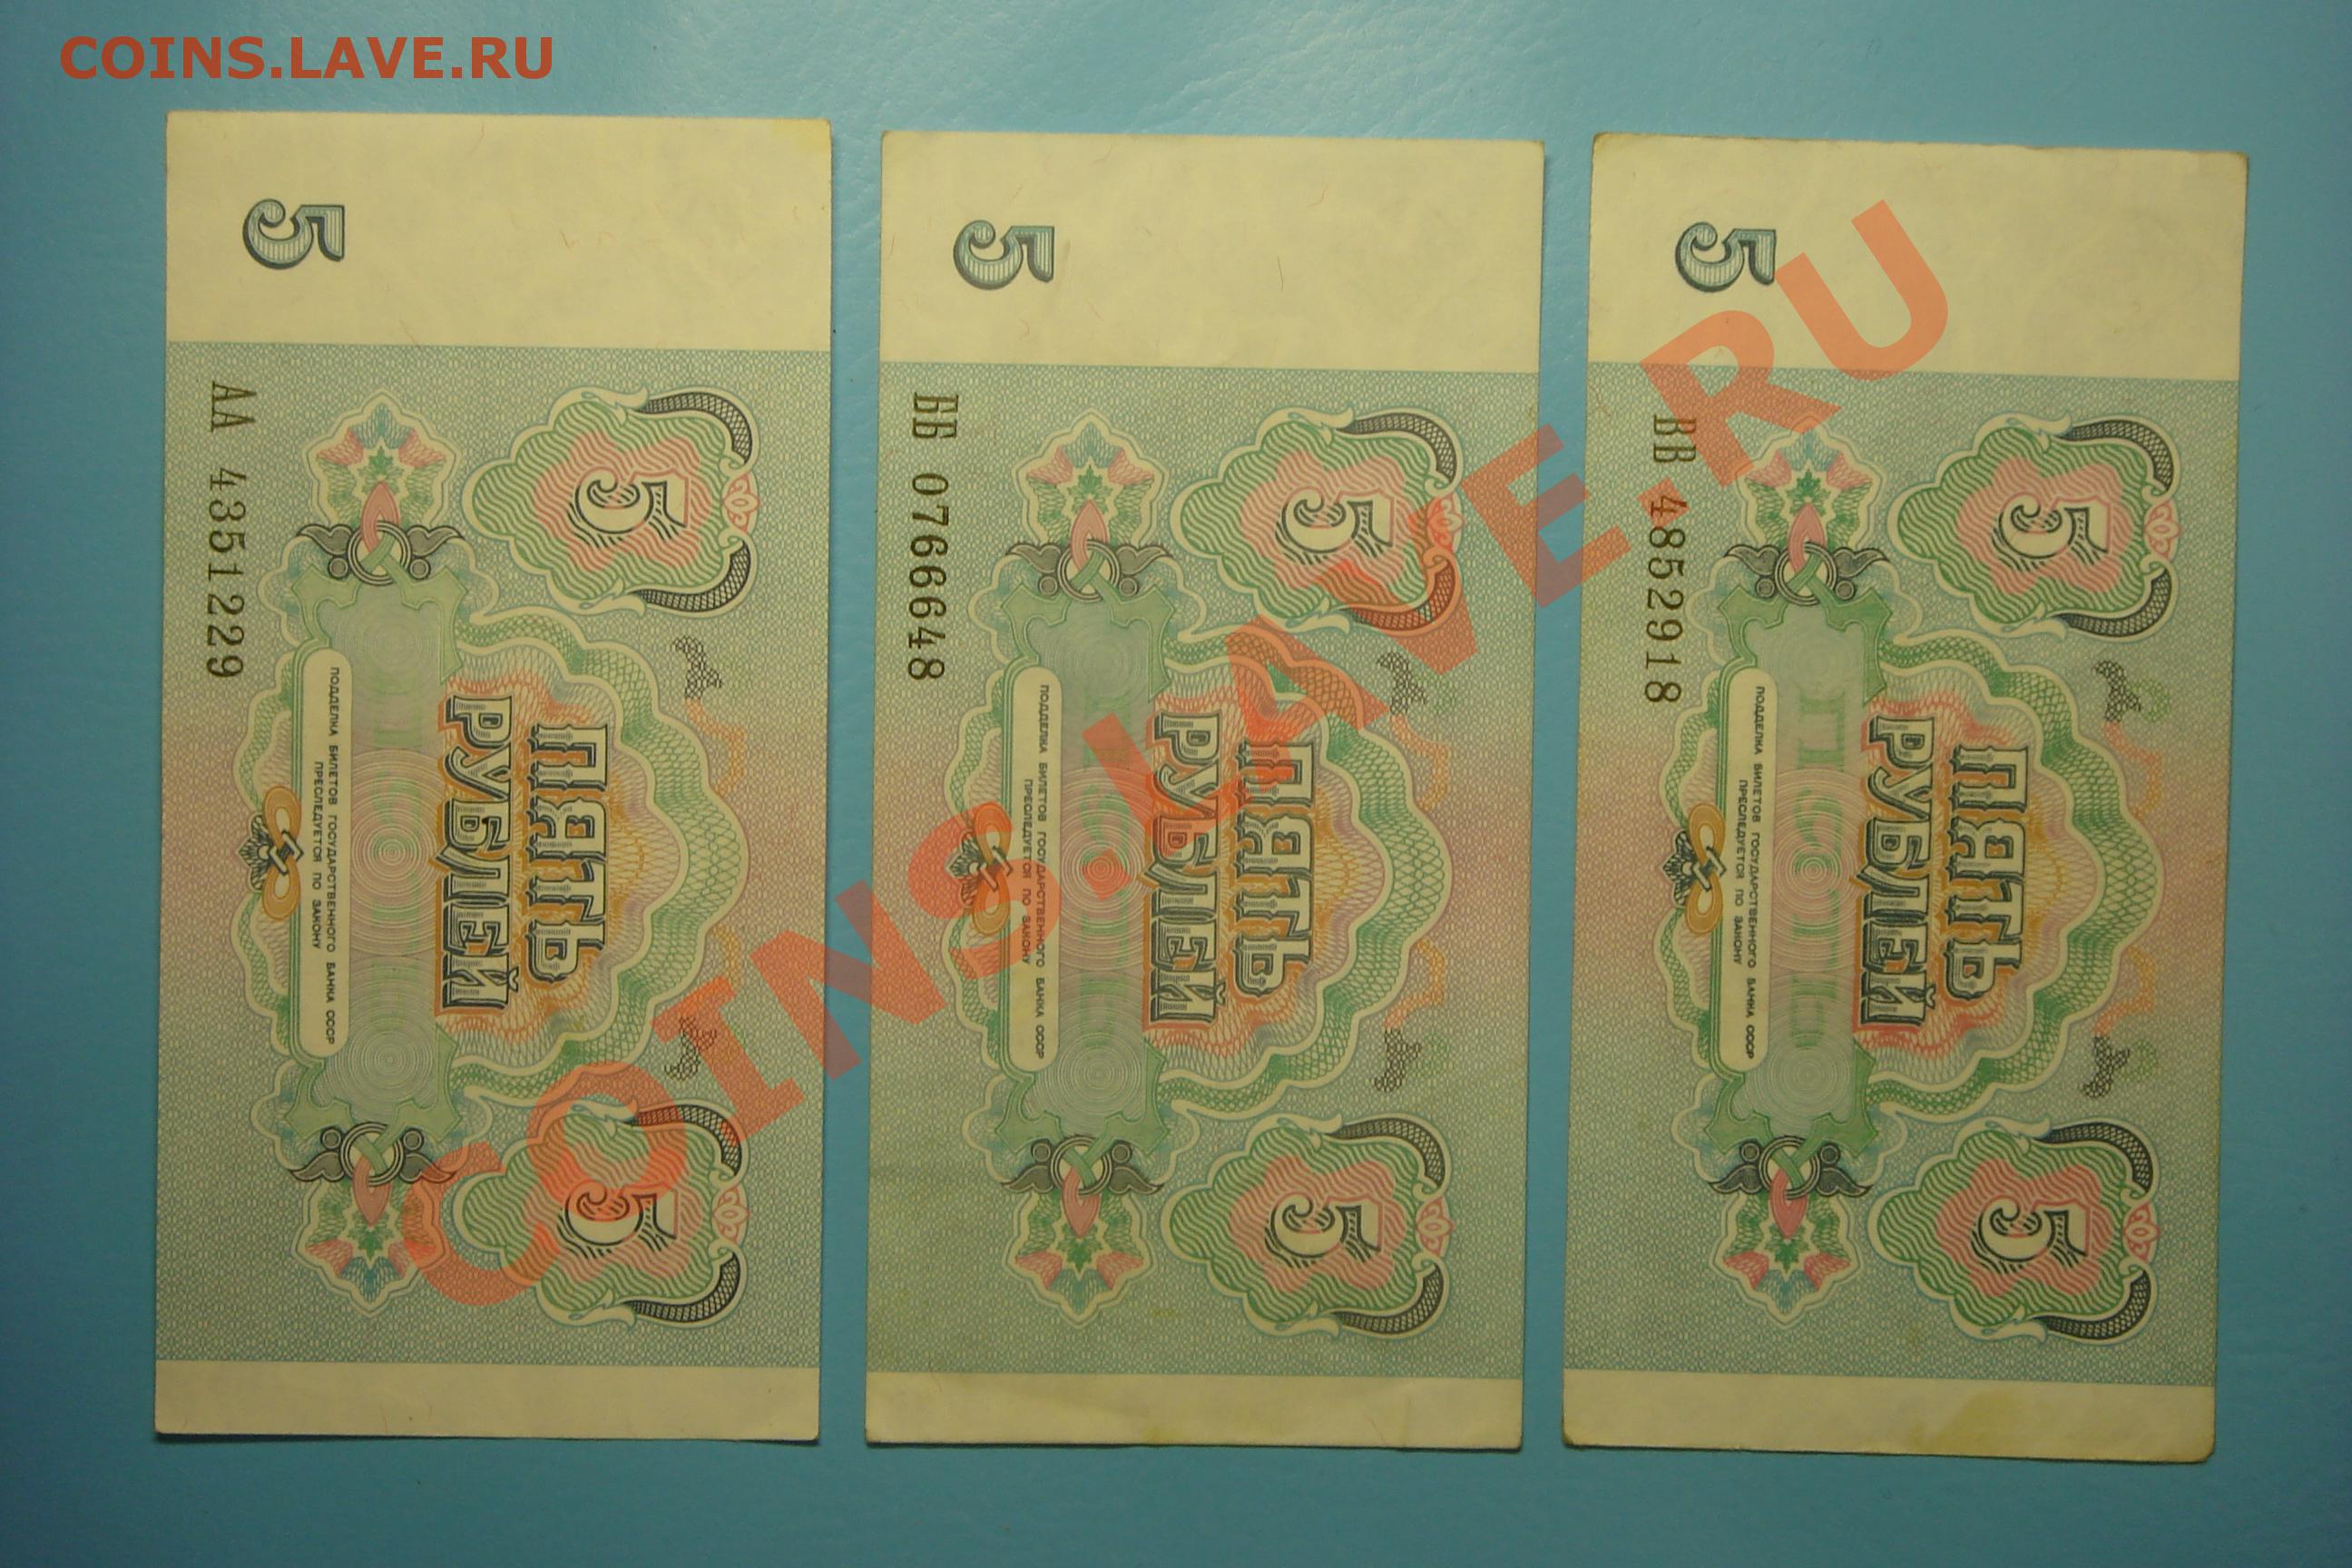 COINS.LAVE.RU
5
АА 4351229
5
ПЯТЬ
РУБЛЕЙ
ПОДДЕЛКА БИЛЕТОВ ГОСУДАРСТВЕННОГО БАНКА СССР
ПРЕСЛЕДУЕТСЯ ПО ЗАКОНУ
5
5
ББ 0766648
5
ПЯТЬ
РУБЛЕЙ
ПОДДЕЛКА БИЛЕТОВ ГОСУДАРСТВЕННОГО БАНКА СССР
ПРЕСЛЕДУЕТСЯ ПО ЗАКОНУ
5
5
ВВ 4852918
5
ПЯТЬ
РУБЛЕЙ
ПОДДЕЛКА БИЛЕТОВ ГОСУДАРСТВЕННОГО БАНКА СССР
ПРЕСЛЕДУЕТСЯ ПО ЗАКОНУ
5
COINS.LAVE.RU